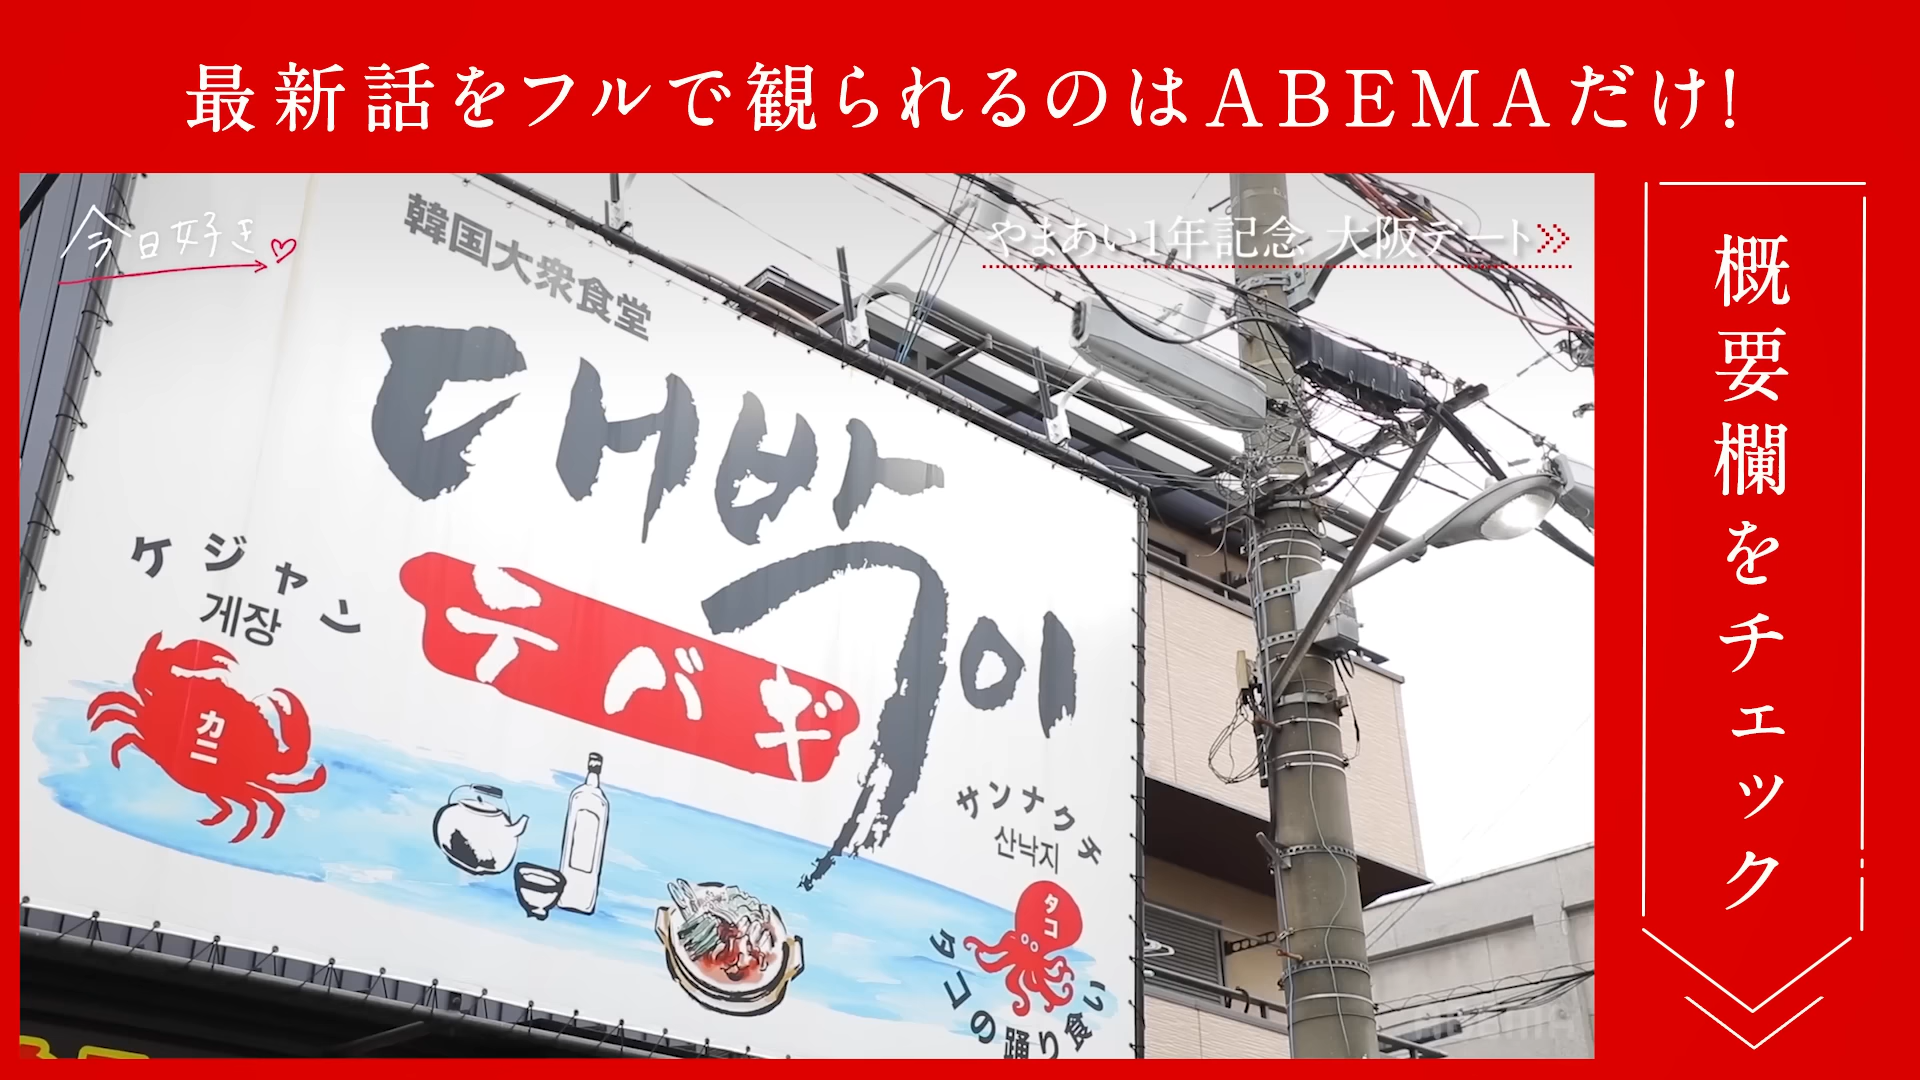 最新話をフルで観られるのはABEMAだけ!
今日好き
やまあい1年記念 大阪デート
韓国大衆食堂
대박이
テバギ
ケジャン
게장
カニ
サンナクチ
산낙지
タコ
タコの踊り食い
概要欄をチェック